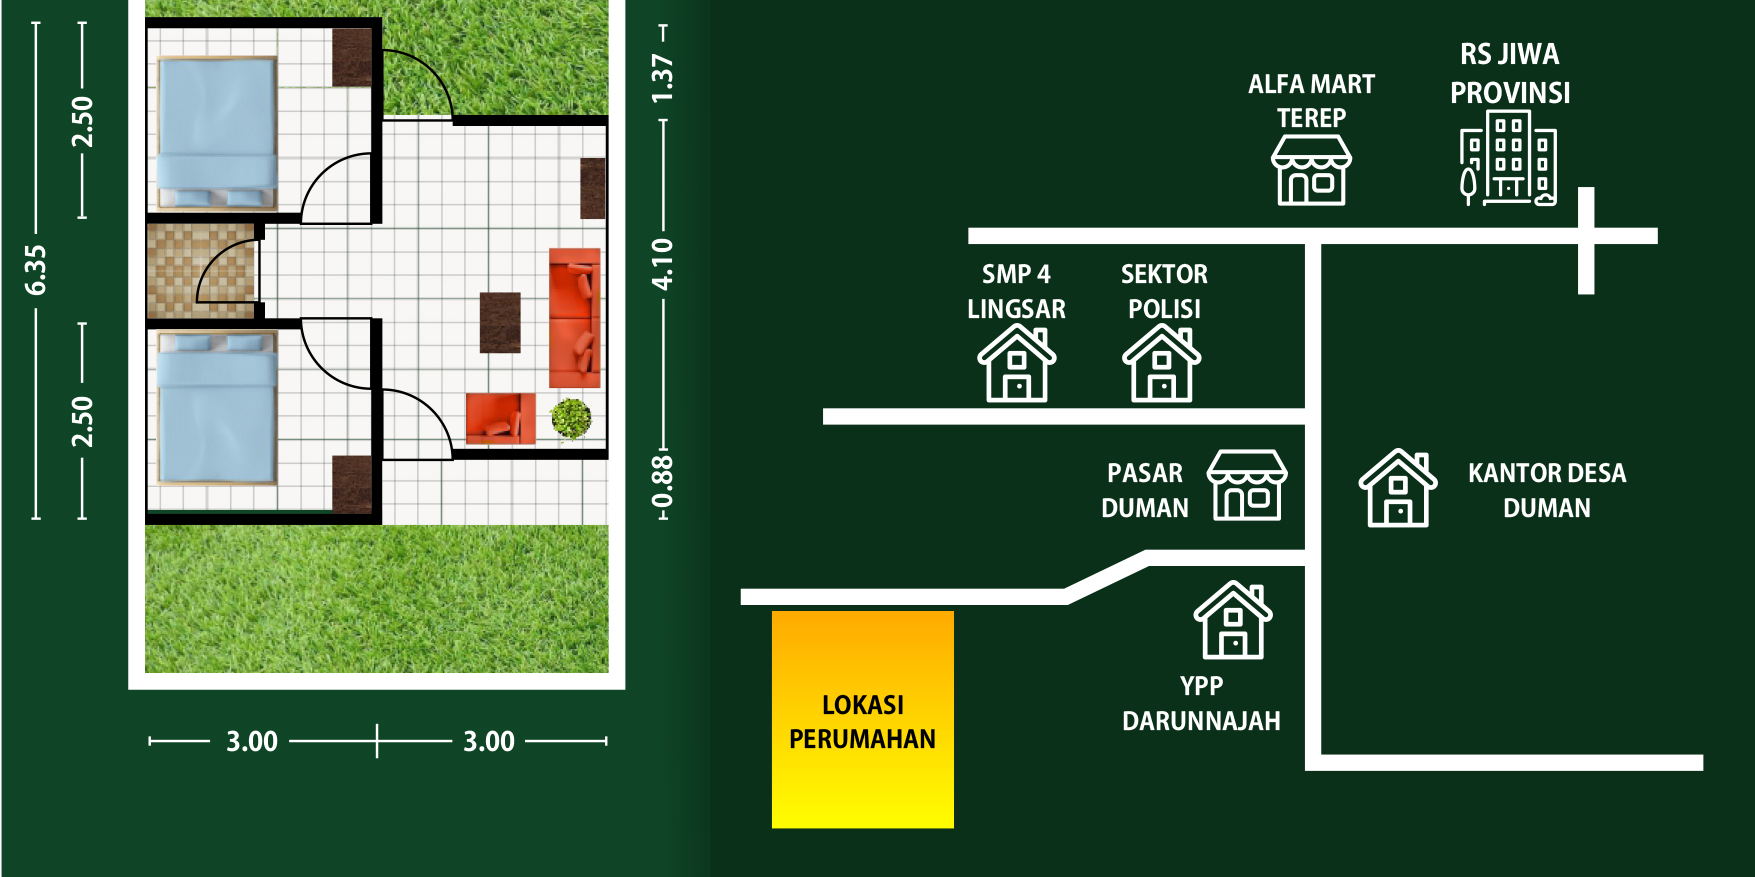 2.50
6.35
2.50
1.37
4.10
0.88
3.00
3.00
ALFA MART
TEREP
RS JIWA
PROVINSI
SMP 4
LINGSAR
SEKTOR
POLISI
PASAR
DUMAN
KANTOR DESA
DUMAN
YPP
DARUNNAJAH
LOKASI
PERUMAHAN